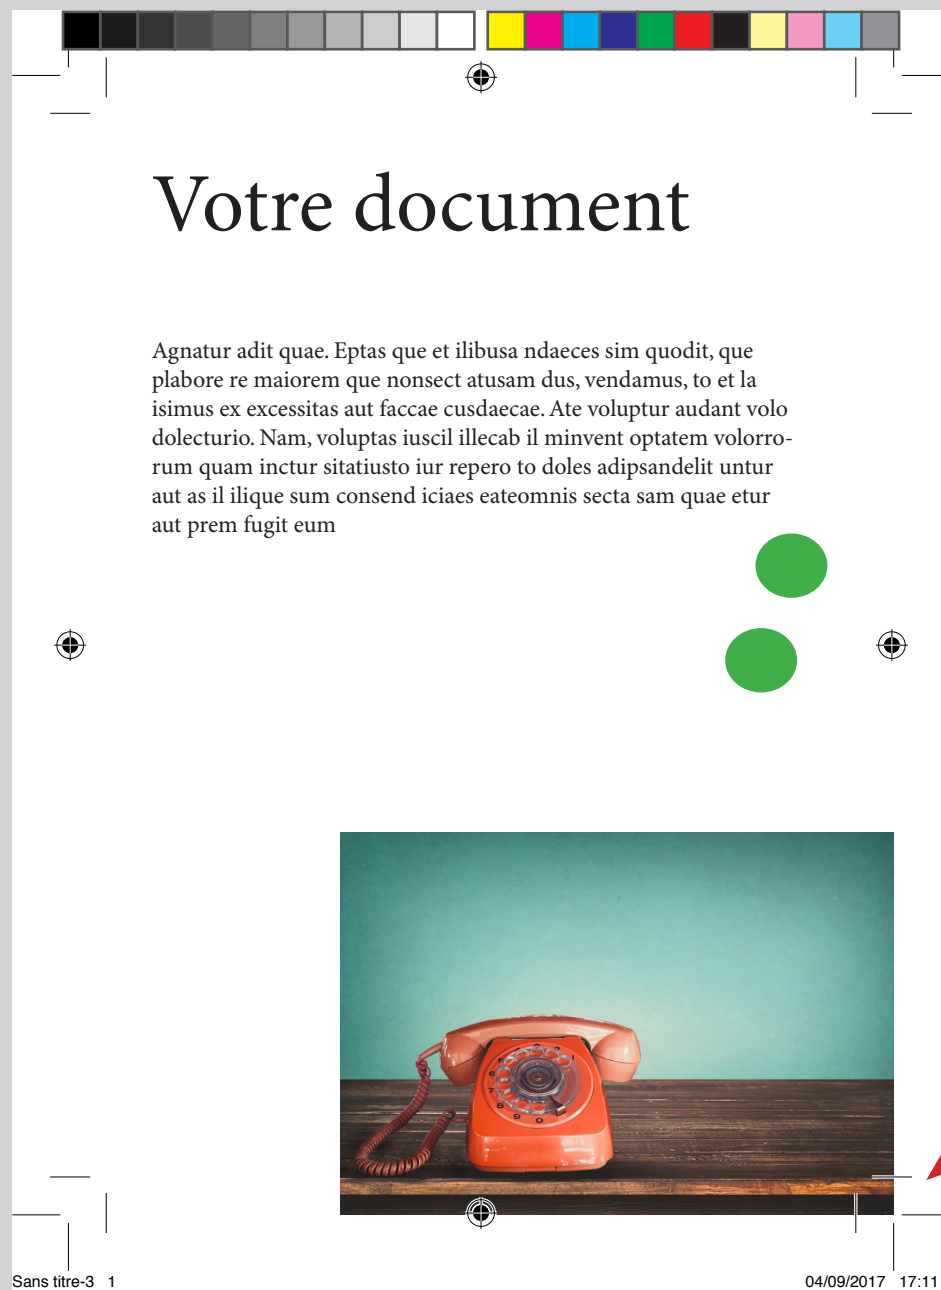 Votre document
Agnatur adit quae. Eptas que et ilibusa ndaeces sim quodit, que
plabore re maiorem que nonsect atusam dus, vendamus, to et la
isimus ex excessitas aut faccae cusdaecae. Ate voluptur audant volo
dolecturio. Nam, voluptas iuscil illecab il minvent optatem volorro-
rum quam inctur sitatiusto iur repero to doles adipsandelit untur
aut as il ilique sum consend iciaes eateomnis secta sam quae etur
aut prem fugit eum
Sans titre-3 1
04/09/2017 17:11